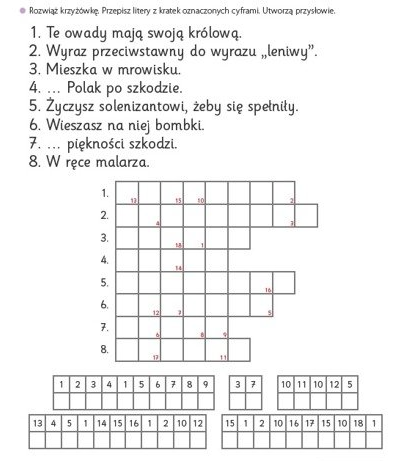 Rozwiąż krzyżówkę. Przepisz litery z kratek oznaczonych cyframi. Utworzą przysłowie.
1. Te owady mają swoją królową.
2. Wyraz przeciwstawny do wyrazu „leniwy”.
3. Mieszka w mrowisku.
4. ... Polak po szkodzie.
5. Życzysz solenizantowi, żeby się spełniły.
6. Wieszasz na niej bombki.
7. ... piękności szkodzi.
8. W ręce malarza.
1. 13 15 10 2
2. 4 3
3. 18 1
4. 14
5. 16
6. 12 7 5
7. 6 8 9
8. 17 11
1 2 3 4 1 5 6 7 8 9 3 7 10 11 10 12 5
13 4 5 1 14 15 16 1 2 10 12 15 1 2 10 16 17 15 10 18 1